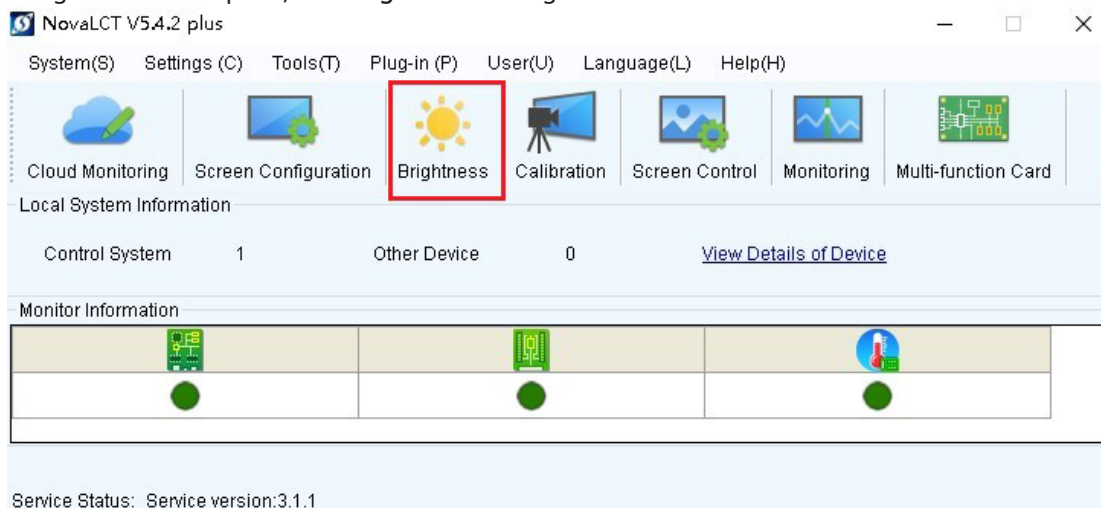 NovaLCT V5.4.2 plus
System(S) Settings (C) Tools(T) Plug-in (P) User(U) Language(L) Help(H)
Cloud Monitoring Screen Configuration Brightness Calibration Screen Control Monitoring Multi-function Card
Local System Information
Control System 1 Other Device 0 View Details of Device
Monitor Information
Service Status: Service version:3.1.1